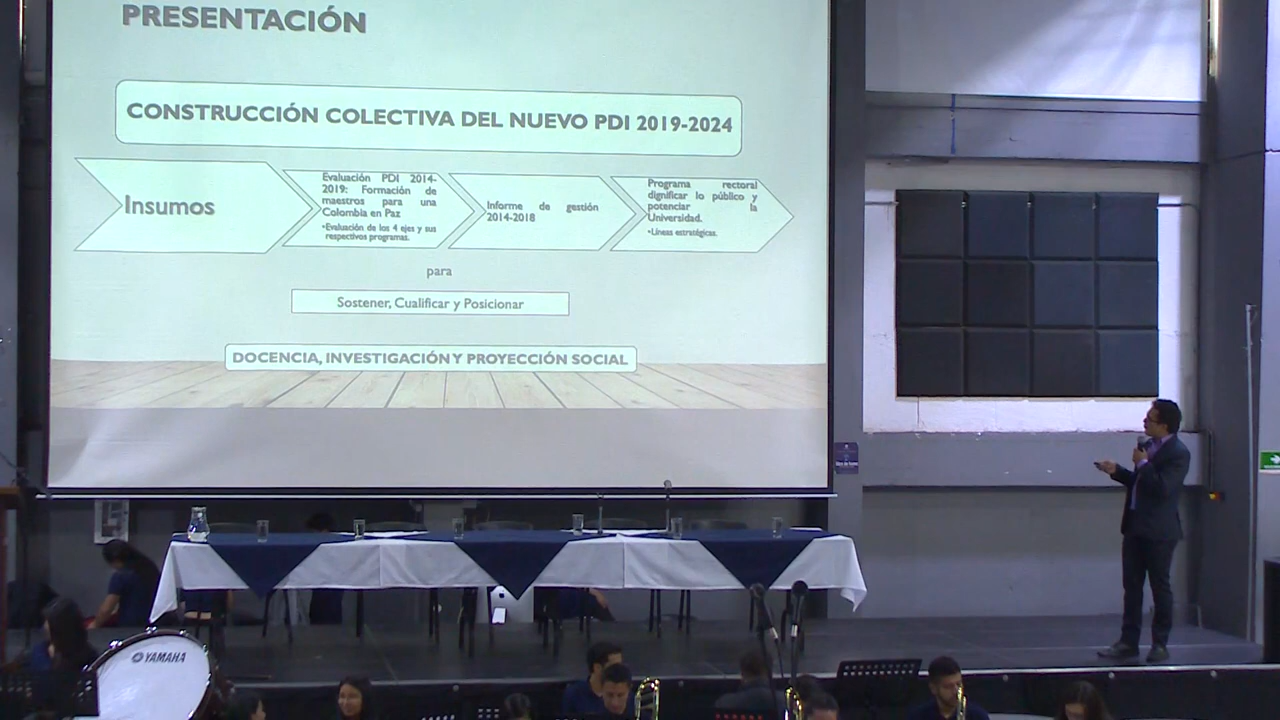 PRESENTACIÓN
CONSTRUCCIÓN COLECTIVA DEL NUEVO PDI 2019-2024
Insumos
Evaluación PDI 2014-
2019: Formación de
maestros para una
Colombia en Paz
•Evaluación de los 4 ejes y sus
respectivos programas.
Informe de gestión
2014-2018
Programa rectoral
dignificar lo público y
potenciar la
Universidad.
•Líneas estratégicas.
para
Sostener, Cualificar y Posicionar
DOCENCIA, INVESTIGACIÓN Y PROYECCIÓN SOCIAL
YAMAHA